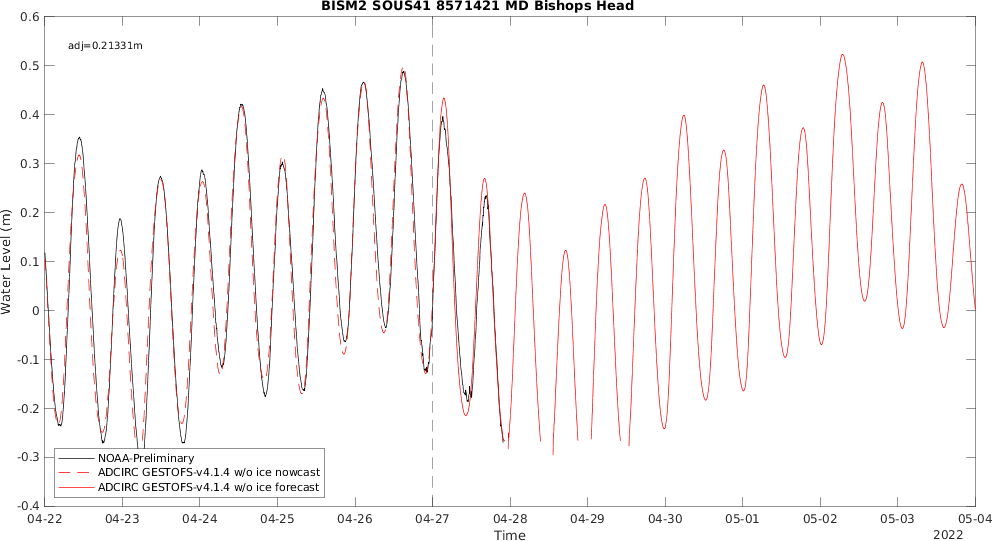 BISM2 SOUS41 8571421 MD Bishops Head
adj=0.21331m
Water Level (m)
0.6
0.5
0.4
0.3
0.2
0.1
0
-0.1
-0.2
-0.3
-0.4
NOAA-Preliminary
ADCIRC GESTOFS-v4.1.4 w/o ice nowcast
ADCIRC GESTOFS-v4.1.4 w/o ice forecast
04-22 04-23 04-24 04-25 04-26 04-27 04-28 04-29 04-30 05-01 05-02 05-03 05-04
Time
2022